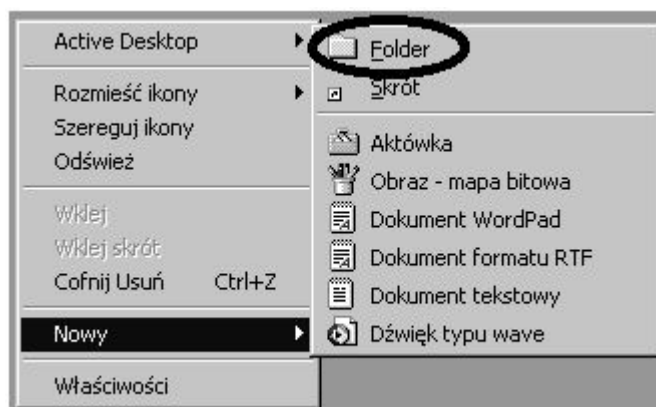 Active Desktop
Rozmieść ikony
Szereguj ikony
Odśwież
Wklej
Wklej skrót
Cofnij Usuń Ctrl+Z
Nowy
Właściwości
Folder
Skrót
Aktówka
Obraz - mapa bitowa
Dokument WordPad
Dokument formatu RTF
Dokument tekstowy
Dźwięk typu wave